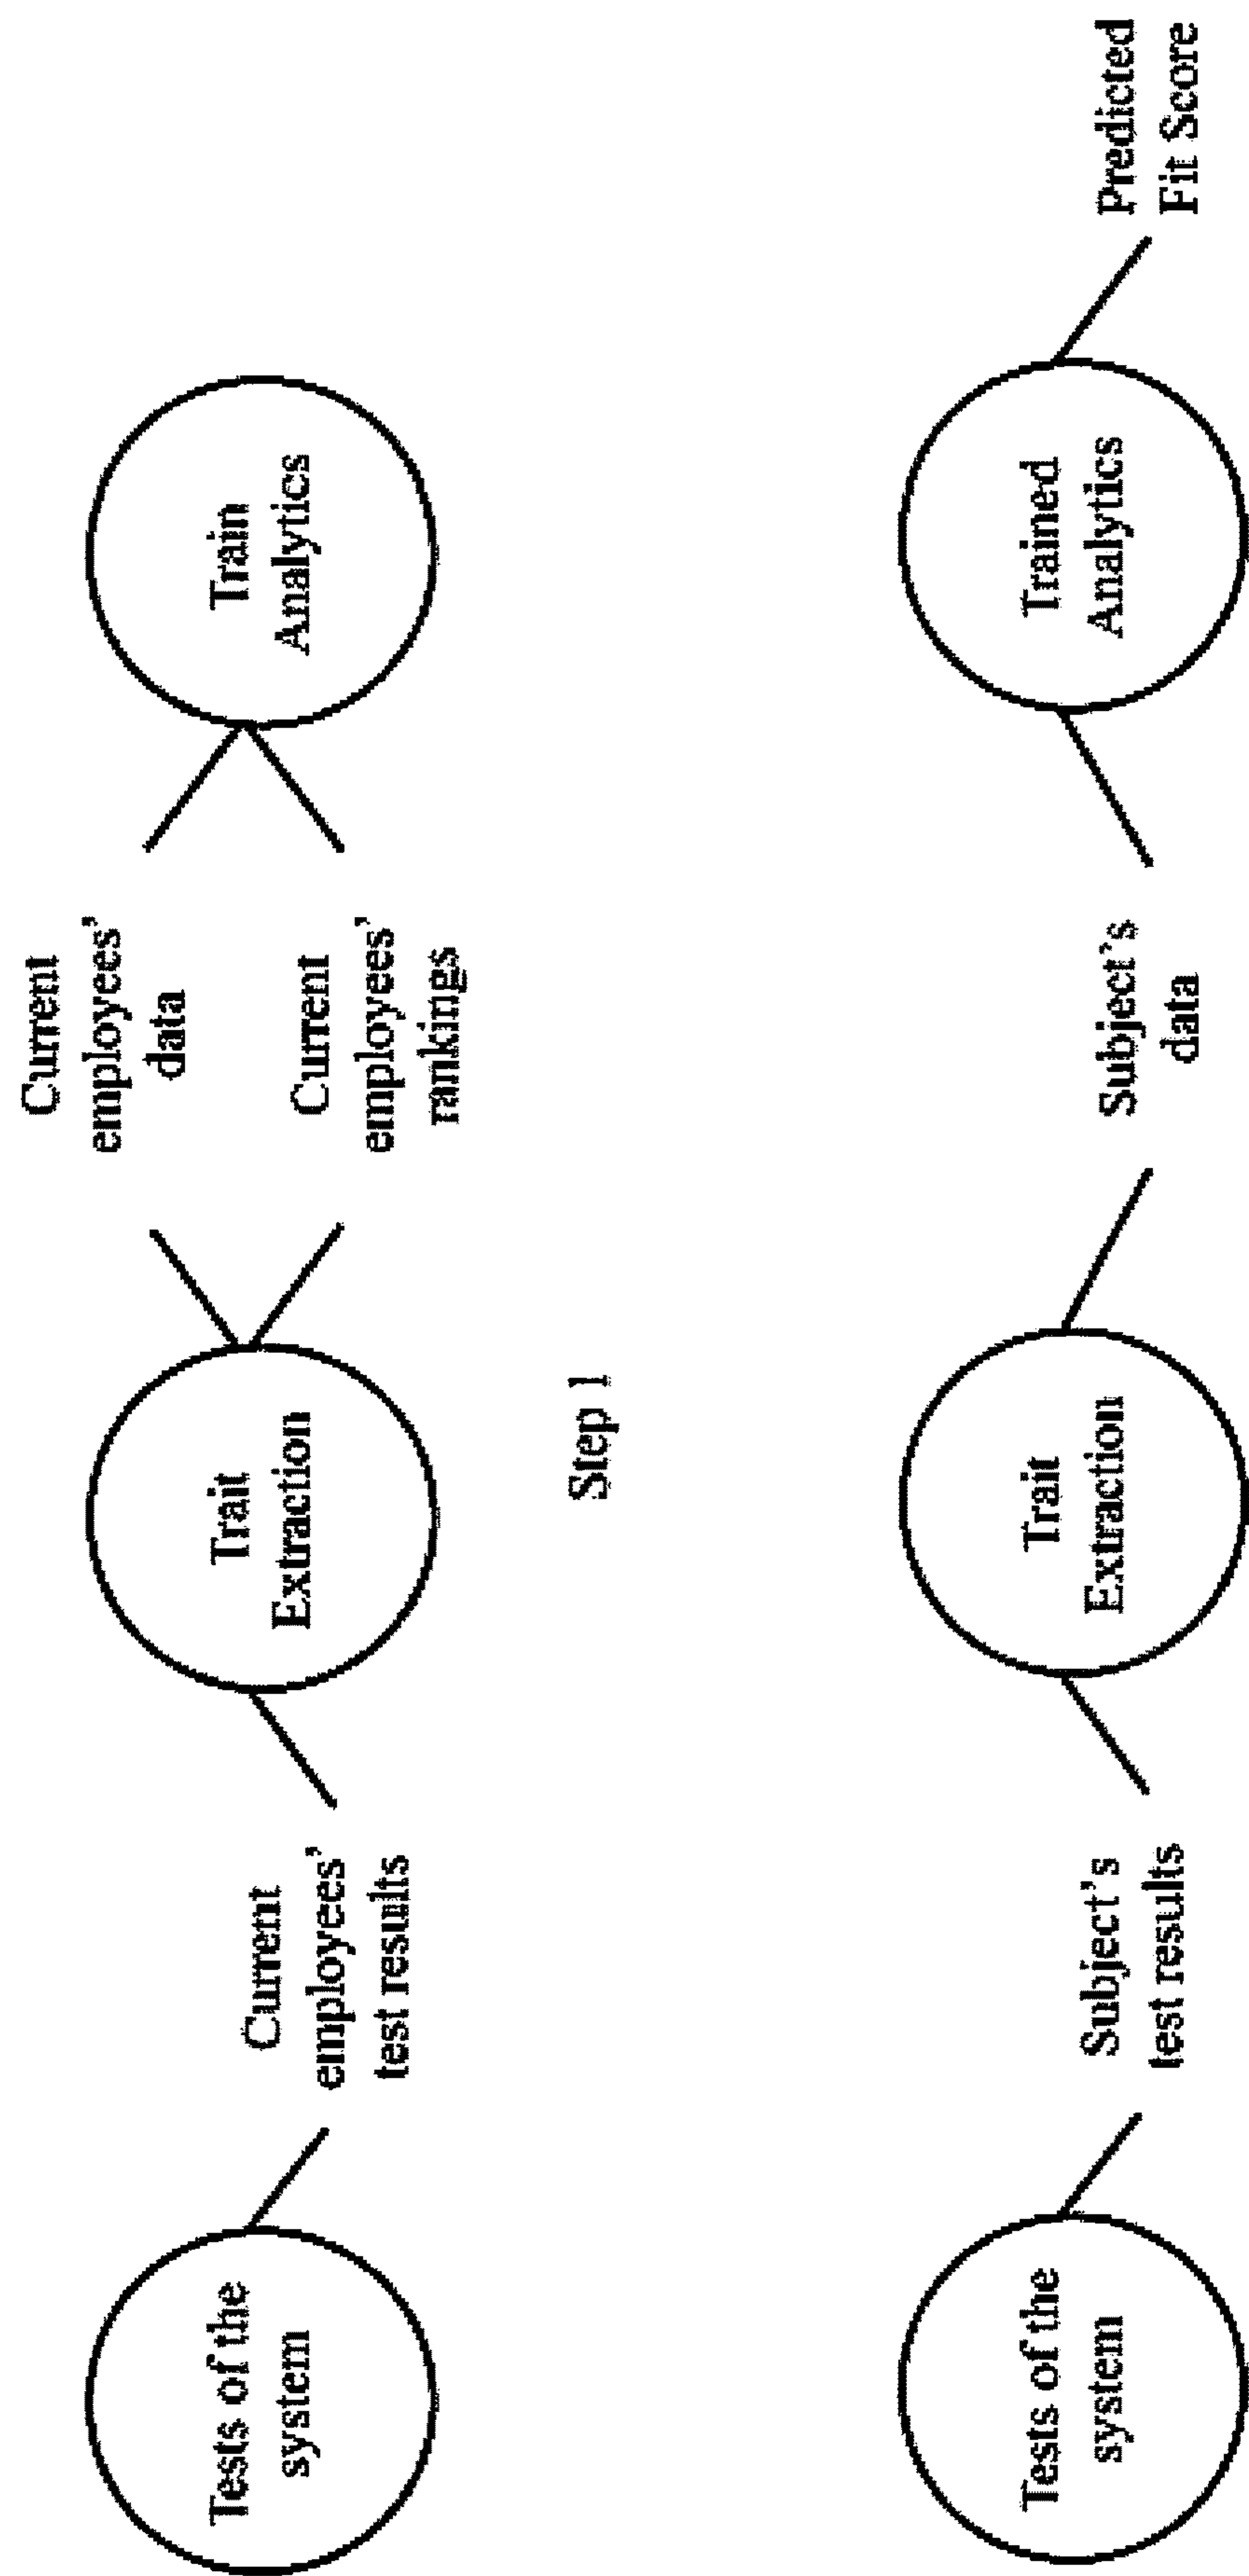 Tests of the
system
Current
employees'
test results
Trait
Extraction
Current
employees'
data
Current
employees'
rankings
Train
Analytics
Step 1
Tests of the
system
Subject's
test results
Trait
Extraction
Subject's
data
Trained
Analytics
Predicted
Fit Score